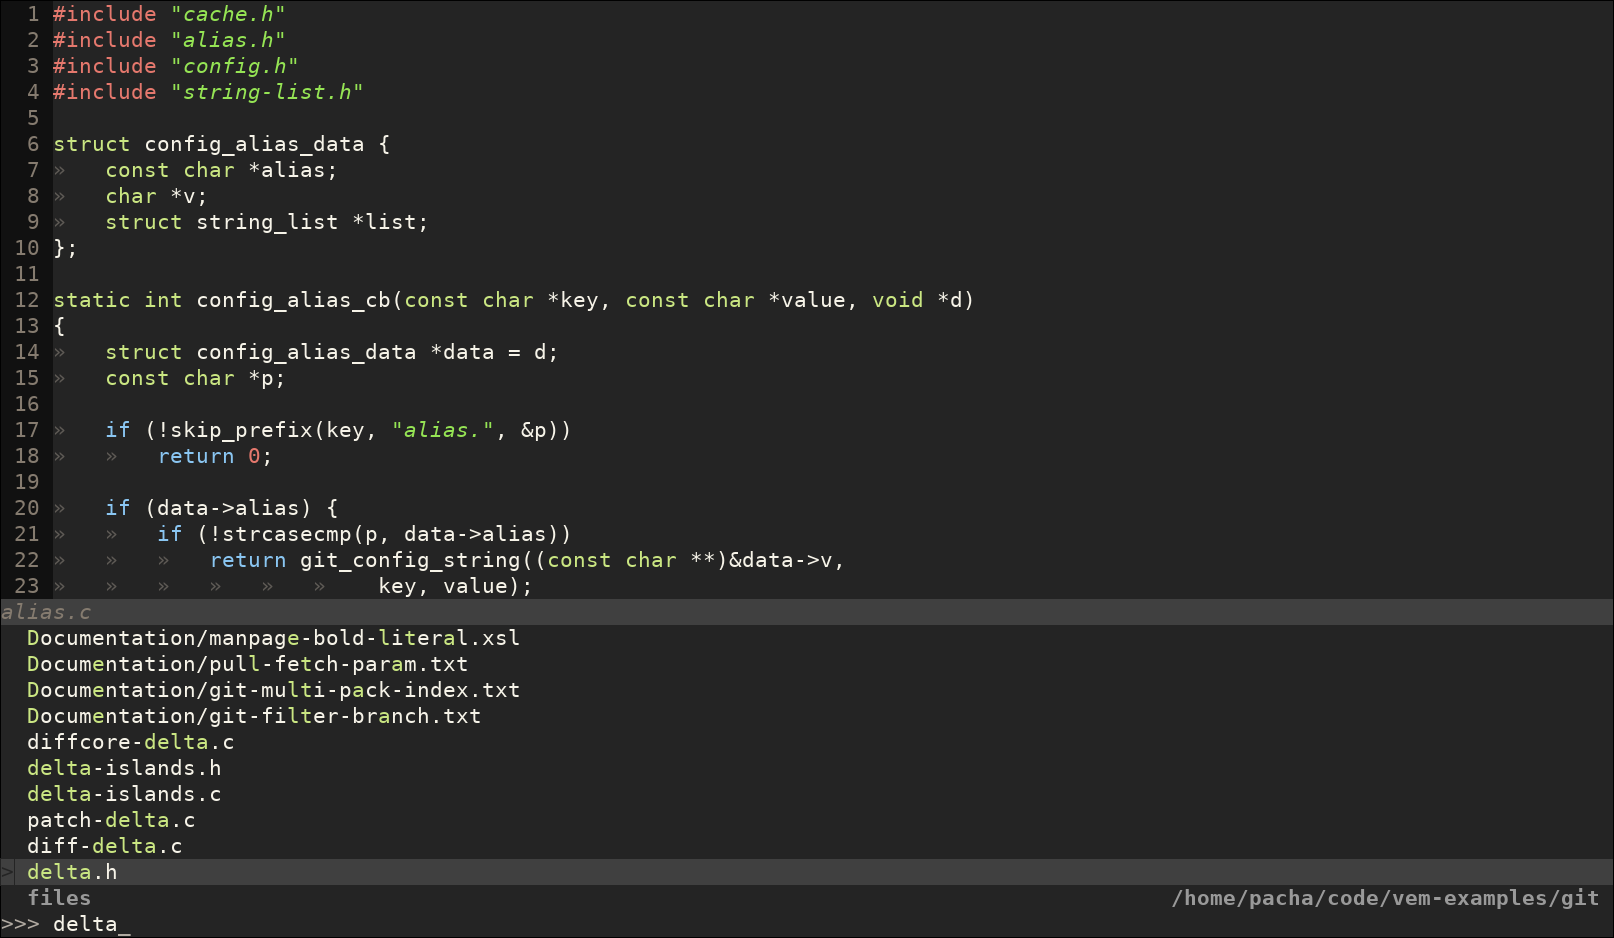 1 #include "cache.h"
2 #include "alias.h"
3 #include "config.h"
4 #include "string-list.h"
5
6 struct config_alias_data {
7 »   const char *alias;
8 »   char *v;
9 »   struct string_list *list;
10 };
11
12 static int config_alias_cb(const char *key, const char *value, void *d)
13 {
14 »   struct config_alias_data *data = d;
15 »   const char *p;
16
17 »   if (!skip_prefix(key, "alias.", &p))
18 »   »   return 0;
19
20 »   if (data->alias) {
21 »   »   if (!strcasecmp(p, data->alias))
22 »   »   »   return git_config_string((const char **)&data->v,
23 »   »   »   »   »   »    key, value);
alias.c
Documentation/manpage-bold-literal.xsl
Documentation/pull-fetch-param.txt
Documentation/git-multi-pack-index.txt
Documentation/git-filter-branch.txt
diffcore-delta.c
delta-islands.h
delta-islands.c
patch-delta.c
diff-delta.c
> delta.h
files /home/pacha/code/vem-examples/git
>>> delta_